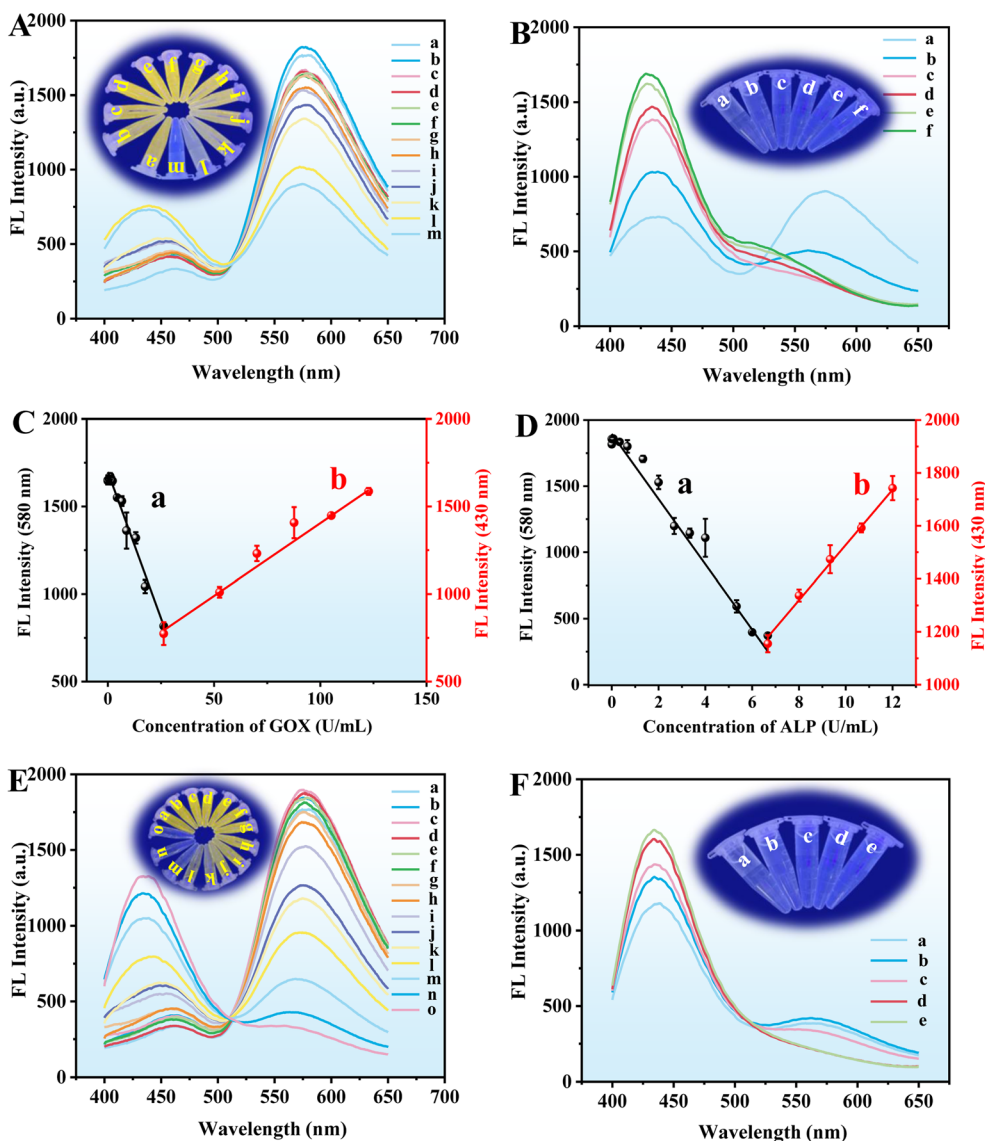 A
2000
1500
1000
500
0
400
450
500
550
600
650
700
FL Intensity (a.u.)
Wavelength (nm)
a
b
c
d
e
f
g
h
i
j
k
l
m
a
b
c
d
e
f
g
h
i
j
k
l
m
B
2000
1500
1000
500
0
400
450
500
550
600
650
FL Intensity (a.u.)
Wavelength (nm)
a
b
c
d
e
f
a
b
c
d
e
f
C
2000
1500
1000
500
0
50
100
150
2000
1500
1000
500
a
b
FL Intensity (580 nm)
FL Intensity (430 nm)
Concentration of GOX (U/mL)
D
2000
1500
1000
500
0
0
2
4
6
8
10
12
2000
1800
1600
1400
1200
1000
a
b
FL Intensity (580 nm)
FL Intensity (430 nm)
Concentration of ALP (U/mL)
E
2000
1500
1000
500
0
400
450
500
550
600
650
700
FL Intensity (a.u.)
Wavelength (nm)
a
b
e
d
e
f
g
h
i
j
k
l
m
n
o
a
b
c
d
e
f
g
h
i
j
k
l
m
n
o
F
2000
1500
1000
500
0
400
450
500
550
600
650
FL Intensity (a.u.)
Wavelength (nm)
a
b
c
d
e
a
b
c
d
e